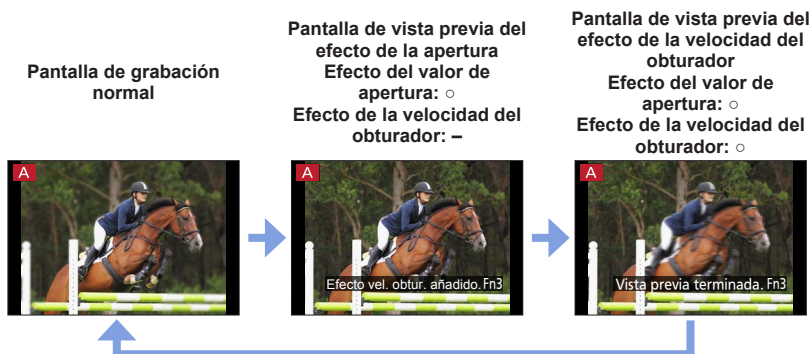 Pantalla de grabación
normal
A
Pantalla de vista previa del
efecto de la apertura
Efecto del valor de
apertura: ○
Efecto de la velocidad del
obturador: –
A
Efecto vel. obtur. añadido. Fn3
Pantalla de vista previa del
efecto de la velocidad del
obturador
Efecto del valor de
apertura: ○
Efecto de la velocidad del
obturador: ○
A
Vista previa terminada. Fn3